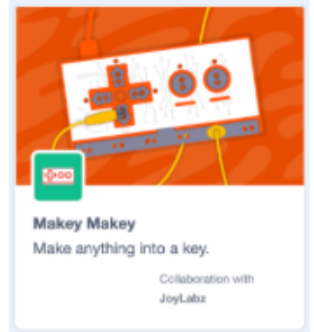 Makey Makey
Make anything into a key.
Collaboration with
JoyLabz